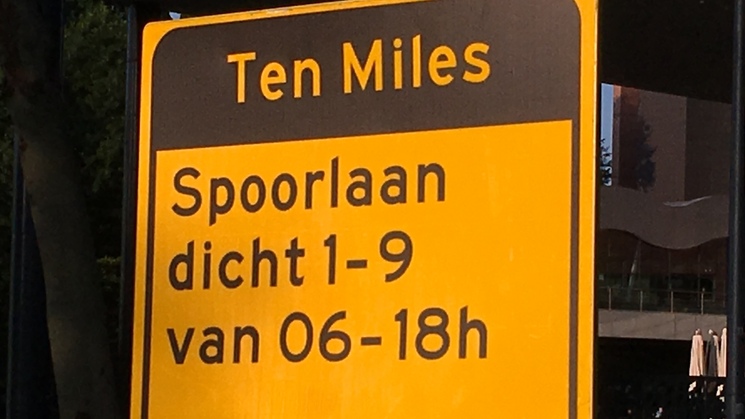 Ten Miles
Spoorlaan
dicht 1-9
van 06-18h